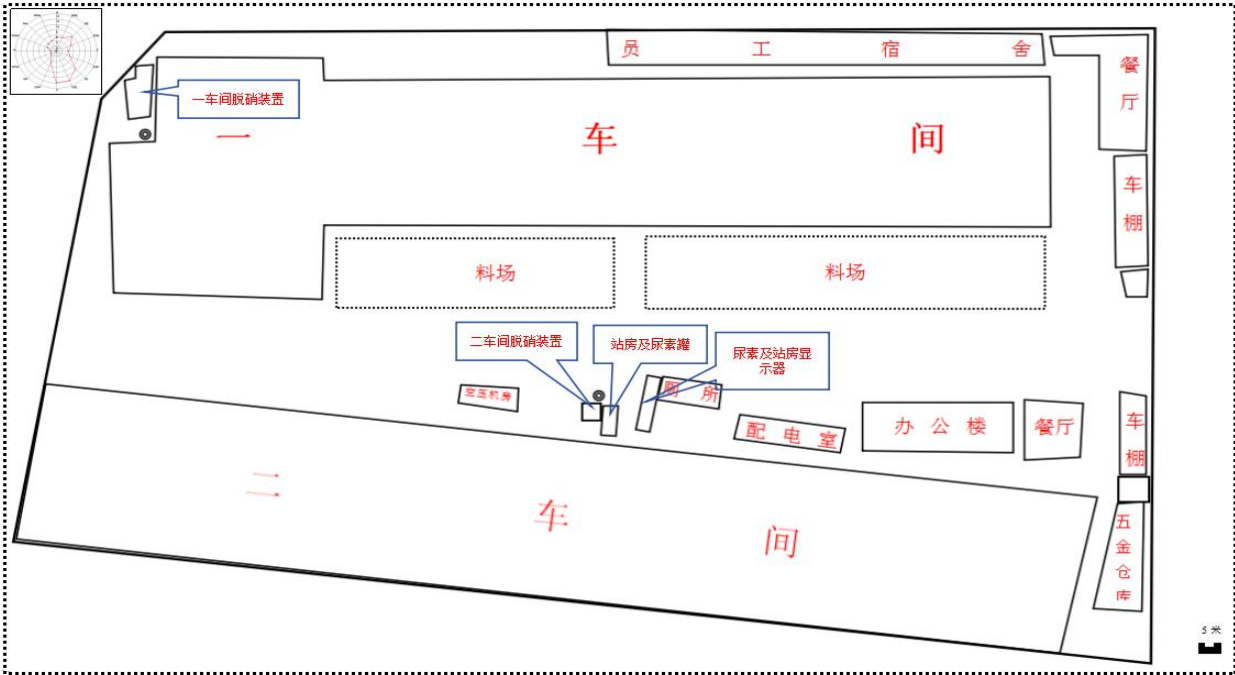 员 工 宿 舍
餐厅
一车间脱硝装置
一 车 间
车棚
料场
料场
二车间脱硝装置
站房及尿素罐
尿素及站房显
示器
空压机房
厕 所
配 电 室
办 公 楼
餐厅
车棚
二 车 间
五金仓库
5 米